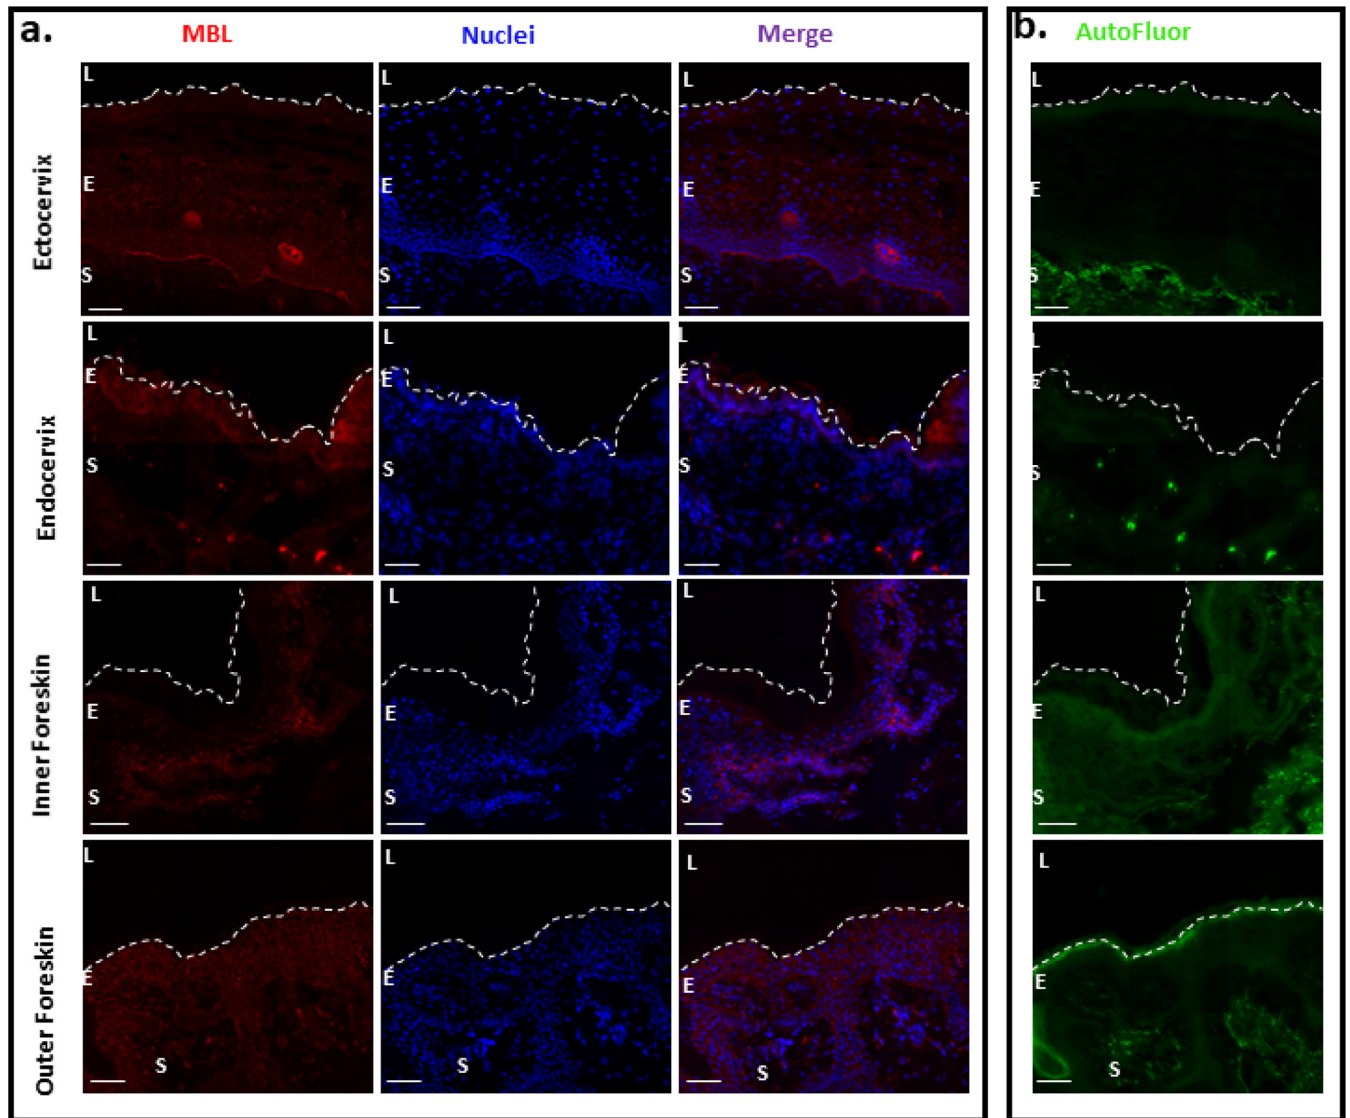 a. MBL Nuclei Merge
b. AutoFluor
Ectocervix
L L L L
E E E E
S S S S
Endocervix
L L L L
E E E E
S S S S
Inner Foreskin
L L L L
E E E E
S S S S
Outer Foreskin
L L L L
E E E E
S S S S